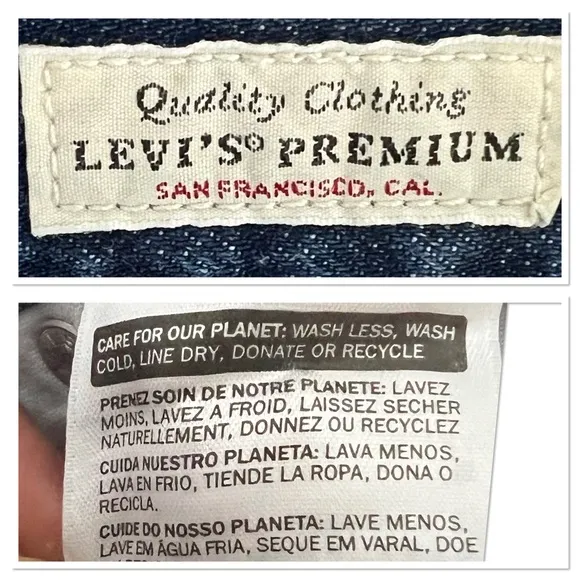 Quality Clothing
LEVI'S® PREMIUM
SAN FRANCISCO, CAL.
CARE FOR OUR PLANET: WASH LESS, WASH
COLD, LINE DRY, DONATE OR RECYCLE
PRENEZ SOIN DE NOTRE PLANETE: LAVEZ
MOINS, LAVEZ A FROID, LAISSEZ SECHER
NATURELLEMENT, DONNEZ OU RECYCLEZ
CUIDA NUESTRO PLANETA: LAVA MENOS,
LAVA EN FRIO, TIENDE LA ROPA, DONA O
RECICLA.
CUIDE DO NOSSO PLANETA: LAVE MENOS,
LAVE EM ÁGUA FRIA, SEQUE EM VARAL, DOE